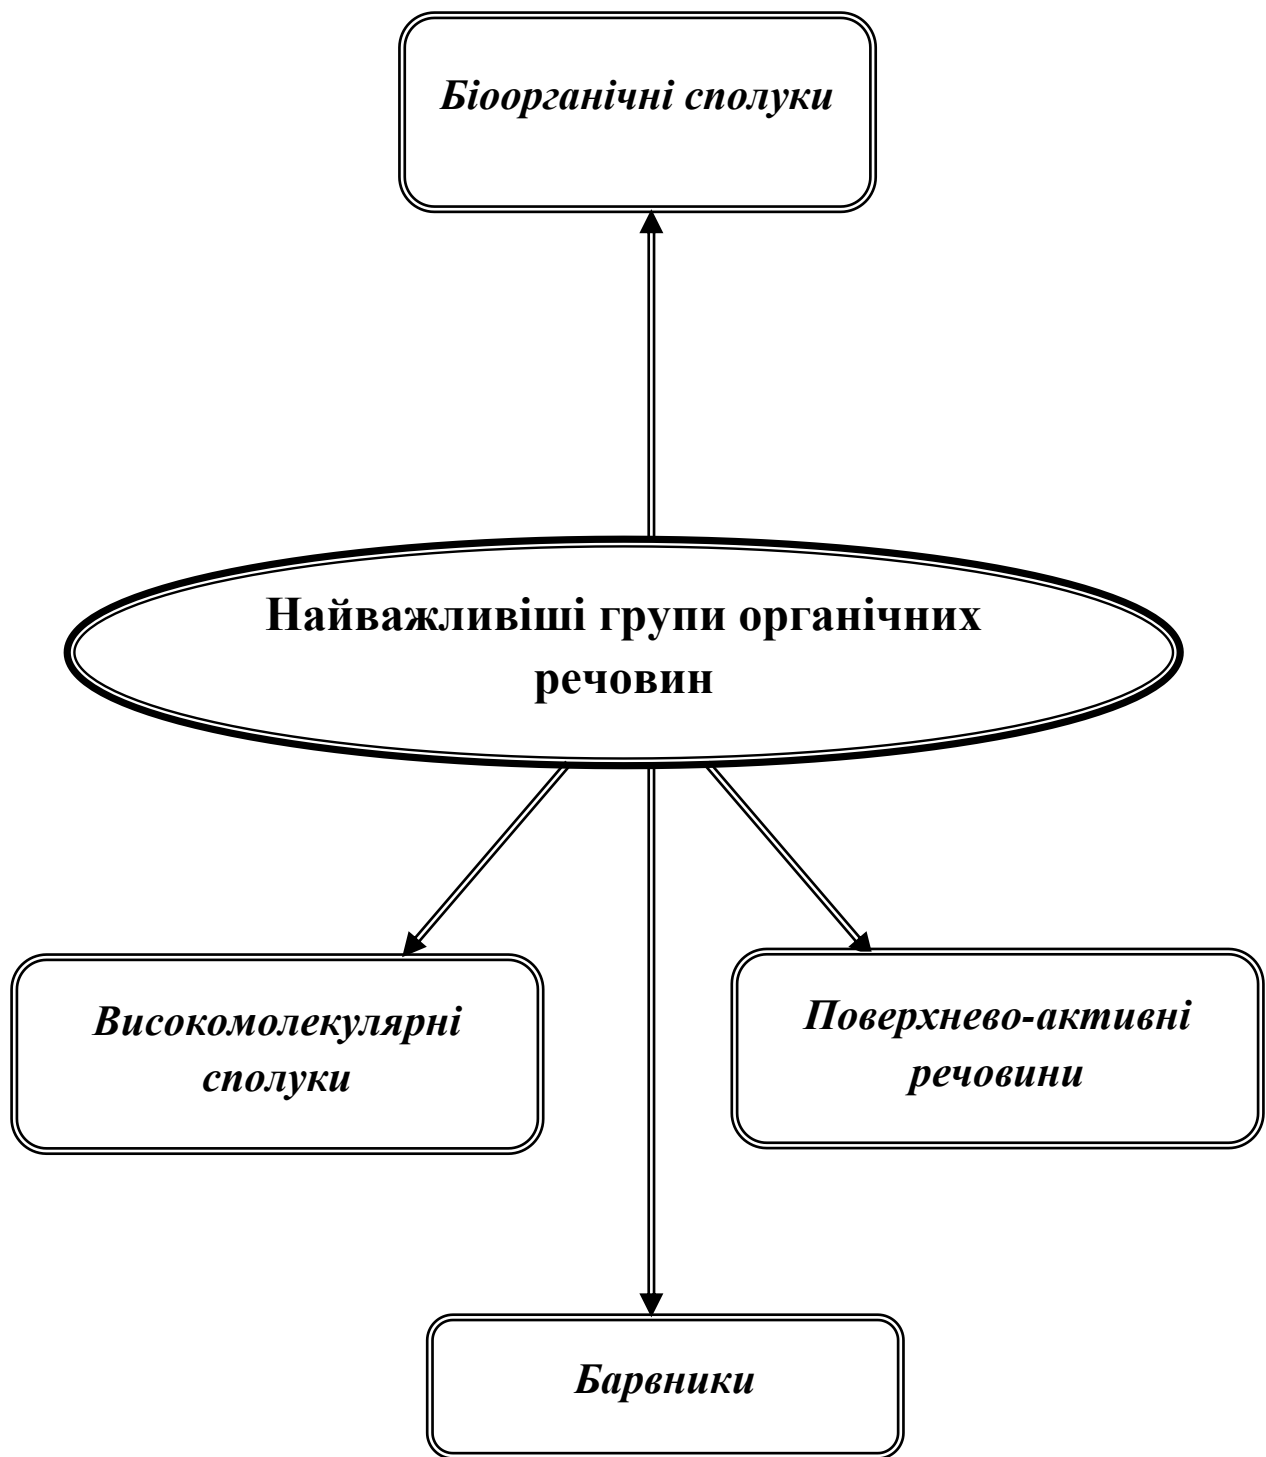 Біоорганічні сполуки
Найважливіші групи органічних
речовин
Високомолекулярні
сполуки
Поверхнево-активні
речовини
Барвники